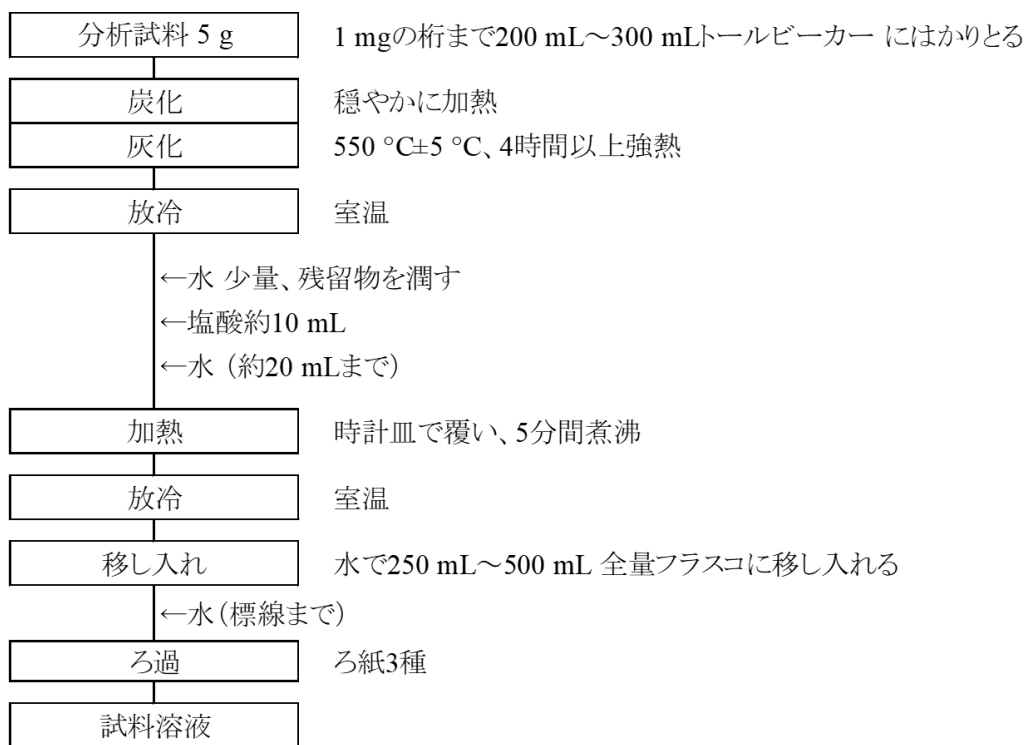 分析試料 5 g 1 mgの桁まで200 mL～300 mLトールビーカー にはかりとる
炭化 穏やかに加熱
灰化 550 °C±5 °C、4時間以上強熱
放冷 室温
←水 少量、残留物を潤す
←塩酸約10 mL
←水（約20 mLまで）
加熱 時計皿で覆い、5分間煮沸
放冷 室温
移し入れ 水で250 mL～500 mL 全量フラスコに移し入れる
←水（標線まで）
ろ過 ろ紙3種
試料溶液